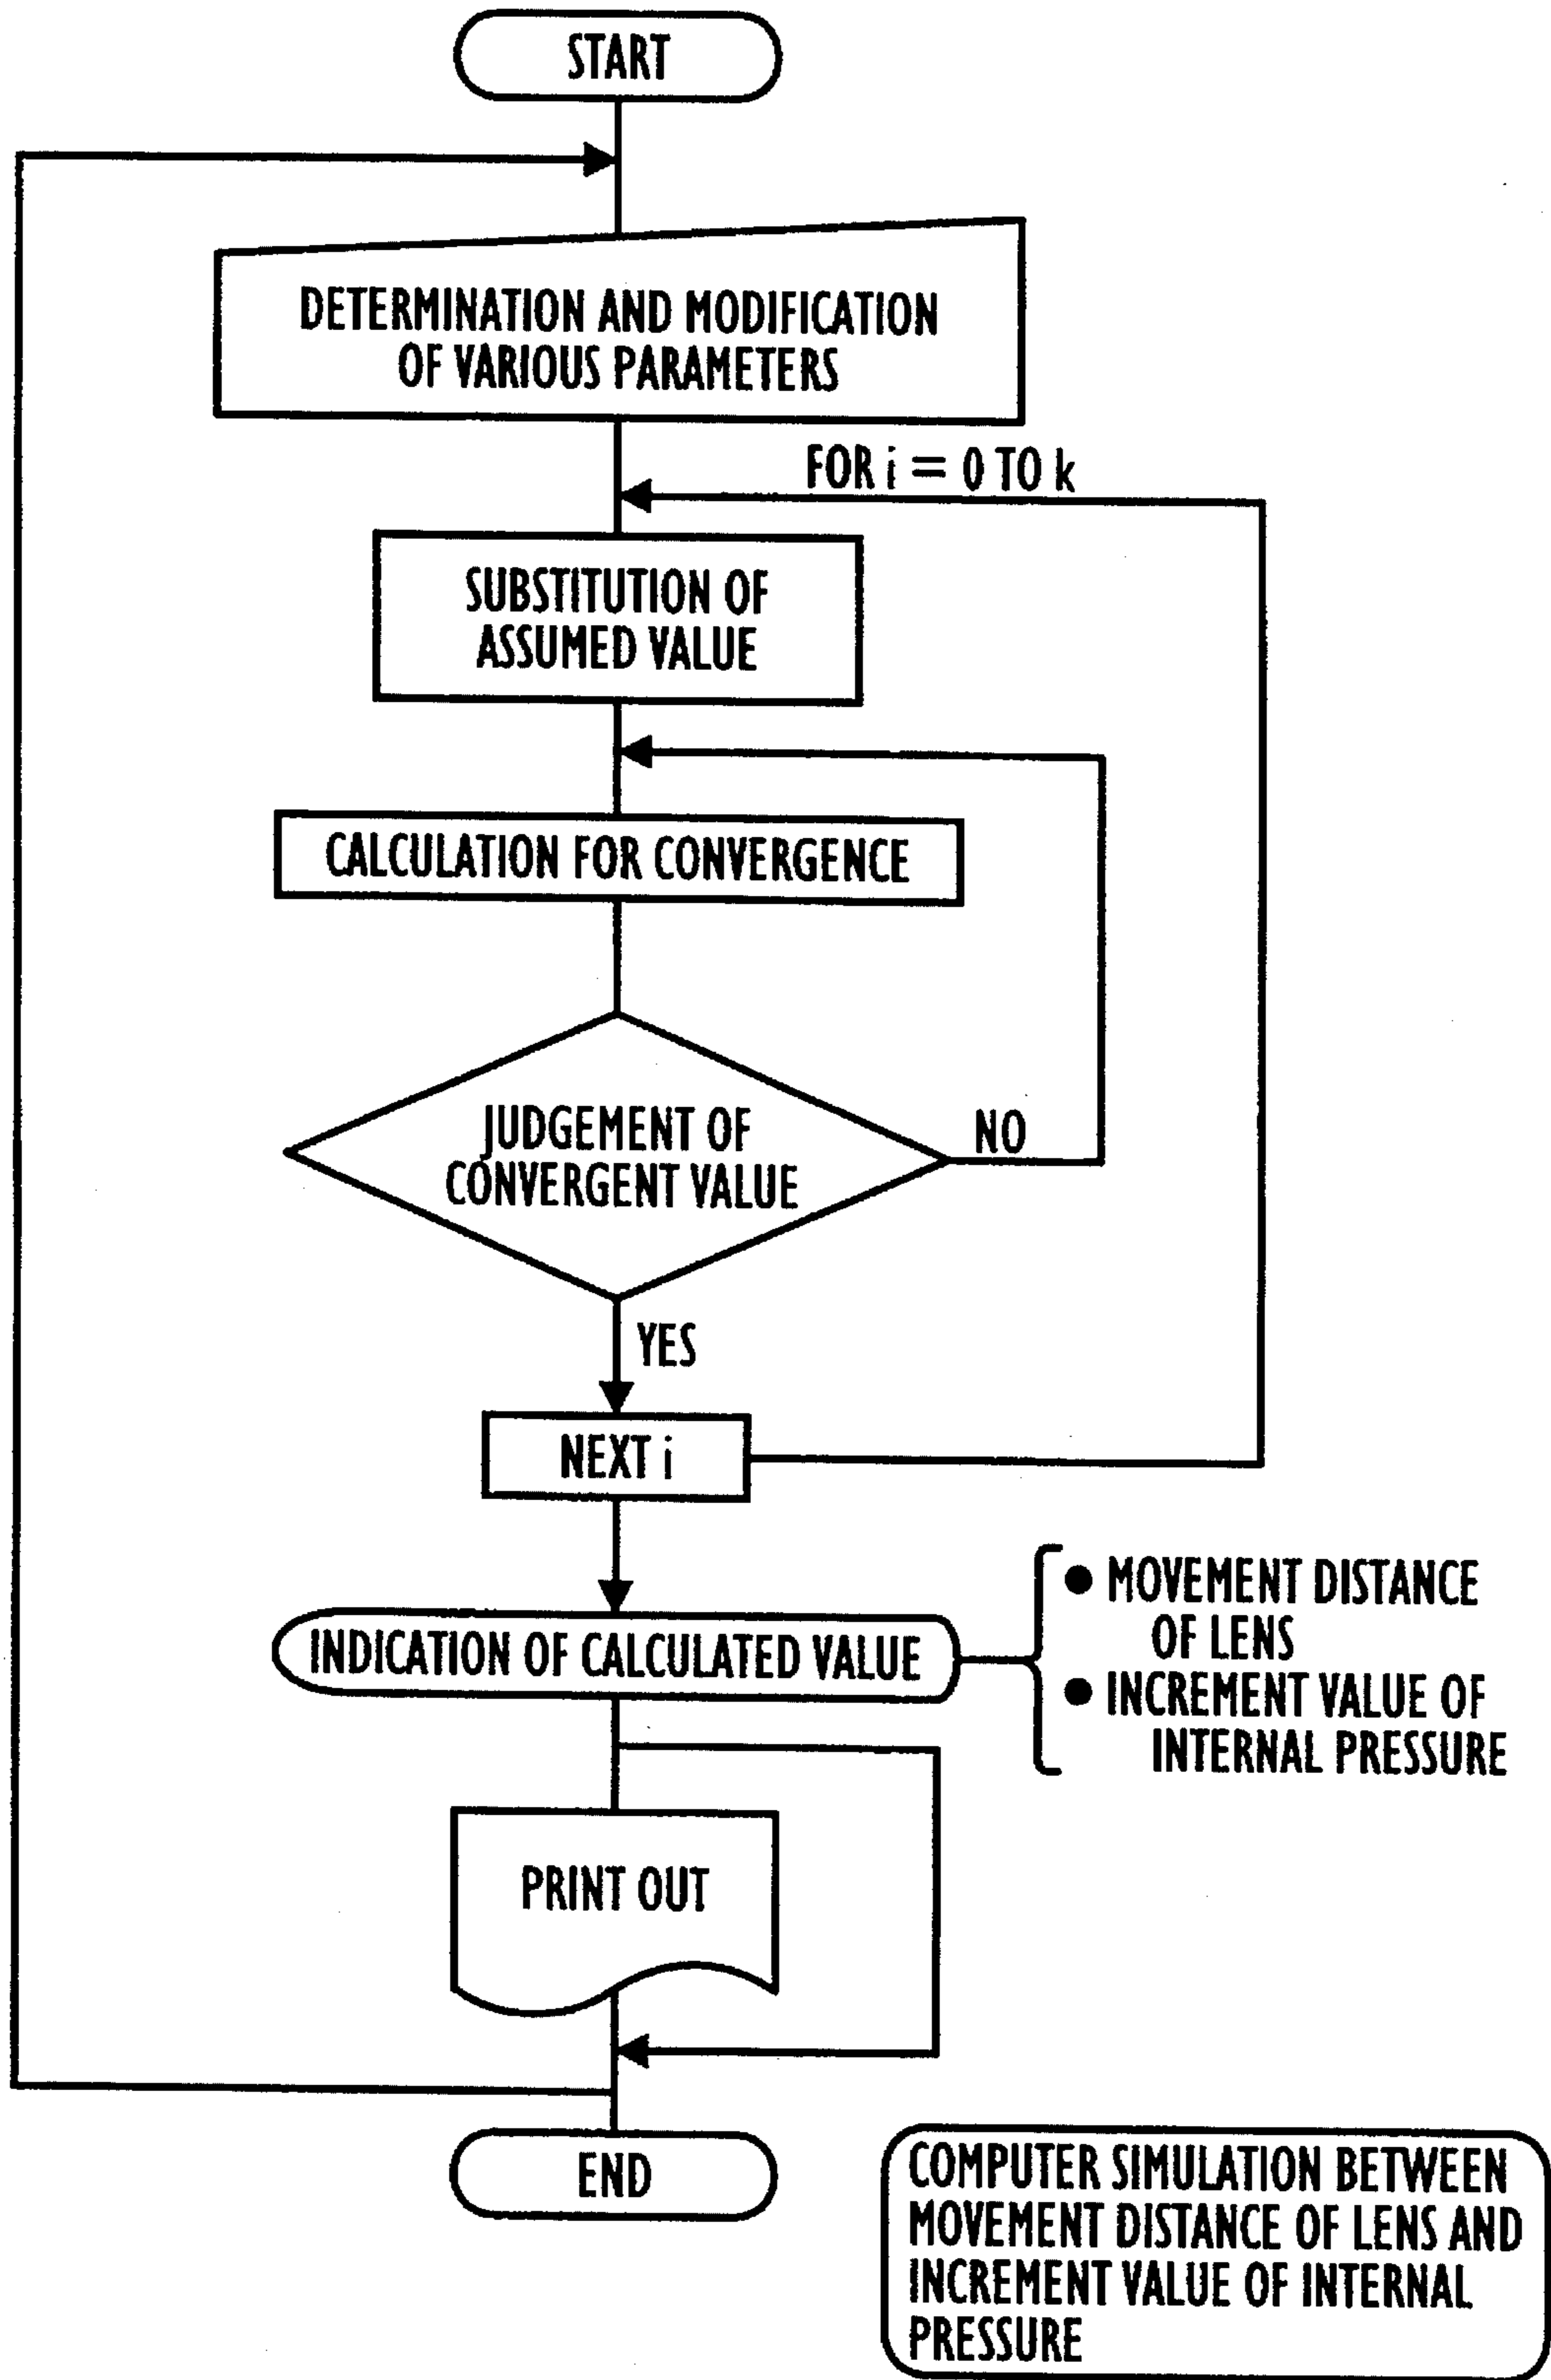 START
DETERMINATION AND MODIFICATION
OF VARIOUS PARAMETERS
FOR i = 0 TO k
SUBSTITUTION OF
ASSUMED VALUE
CALCULATION FOR CONVERGENCE
JUDGEMENT OF
CONVERGENT VALUE
NO
YES
NEXT i
INDICATION OF CALCULATED VALUE
● MOVEMENT DISTANCE
OF LENS
● INCREMENT VALUE OF
INTERNAL PRESSURE
PRINT OUT
END
COMPUTER SIMULATION BETWEEN
MOVEMENT DISTANCE OF LENS AND
INCREMENT VALUE OF INTERNAL
PRESSURE